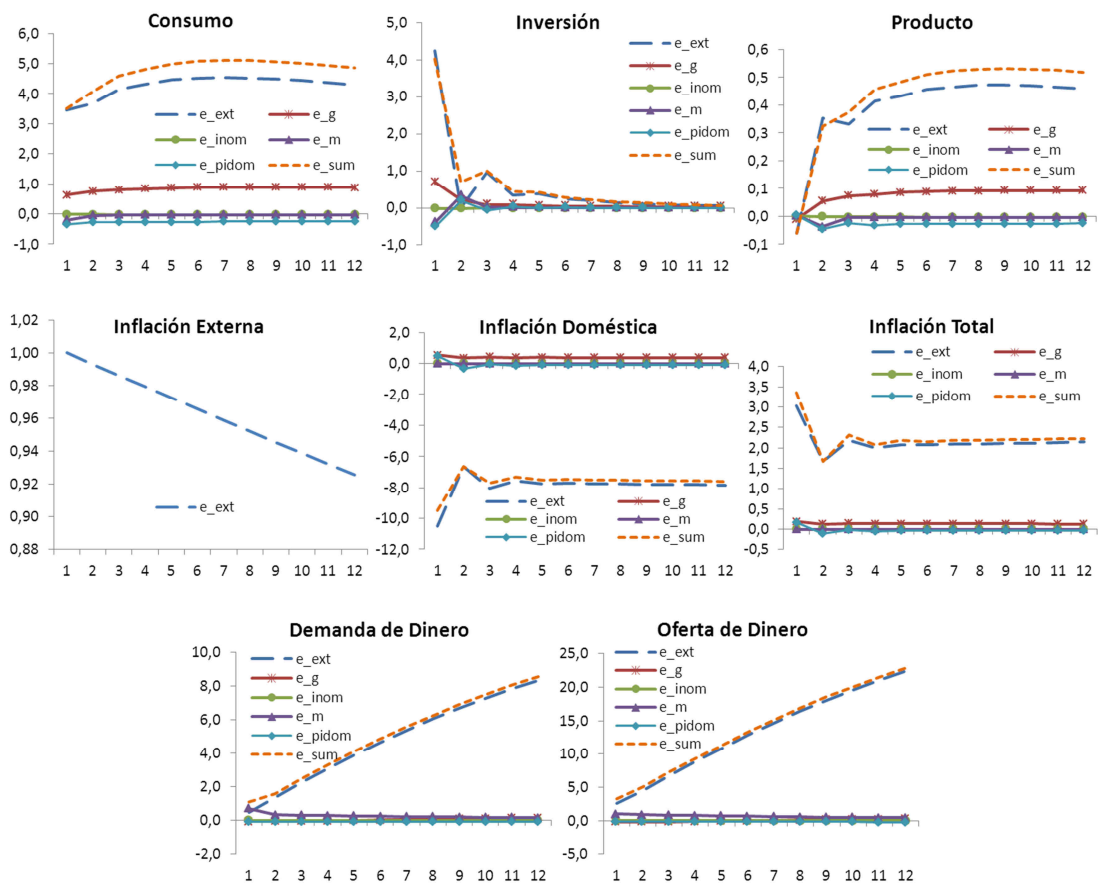 Consumo
6,0
5,0
4,0
3,0
2,0
1,0
0,0
-1,0
e_ext e_g
e_inom e_m
e_pidom e_sum
1 2 3 4 5 6 7 8 9 10 11 12
Inversión
5,0
4,0
3,0
2,0
1,0
0,0
-1,0
e_ext
e_g
e_inom
e_m
e_pidom
e_sum
1 2 3 4 5 6 7 8 9 10 11 12
Producto
0,6
0,5
0,4
0,3
0,2
0,1
0,0
-0,1
e_ext e_g
e_inom e_m
e_pidom e_sum
1 2 3 4 5 6 7 8 9 10 11 12
Inflación Externa
1,02
1,00
0,98
0,96
0,94
0,92
0,90
0,88
e_ext
1 2 3 4 5 6 7 8 9 10 11 12
Inflación Doméstica
2,0
0,0
-2,0
-4,0
-6,0
-8,0
-10,0
-12,0
e_ext e_g
e_inom e_m
e_pidom e_sum
1 2 3 4 5 6 7 8 9 10 11 12
Inflación Total
e_ext e_g
e_inom e_m
e_pidom e_sum
4,0
3,5
3,0
2,5
2,0
1,5
1,0
0,5
0,0
-0,5
1 2 3 4 5 6 7 8 9 10 11 12
Demanda de Dinero
10,0
8,0
6,0
4,0
2,0
0,0
-2,0
e_ext
e_g
e_inom
e_m
e_pidom
e_sum
1 2 3 4 5 6 7 8 9 10 11 12
Oferta de Dinero
25,0
20,0
15,0
10,0
5,0
0,0
-5,0
e_ext
e_g
e_inom
e_m
e_pidom
e_sum
1 2 3 4 5 6 7 8 9 10 11 12